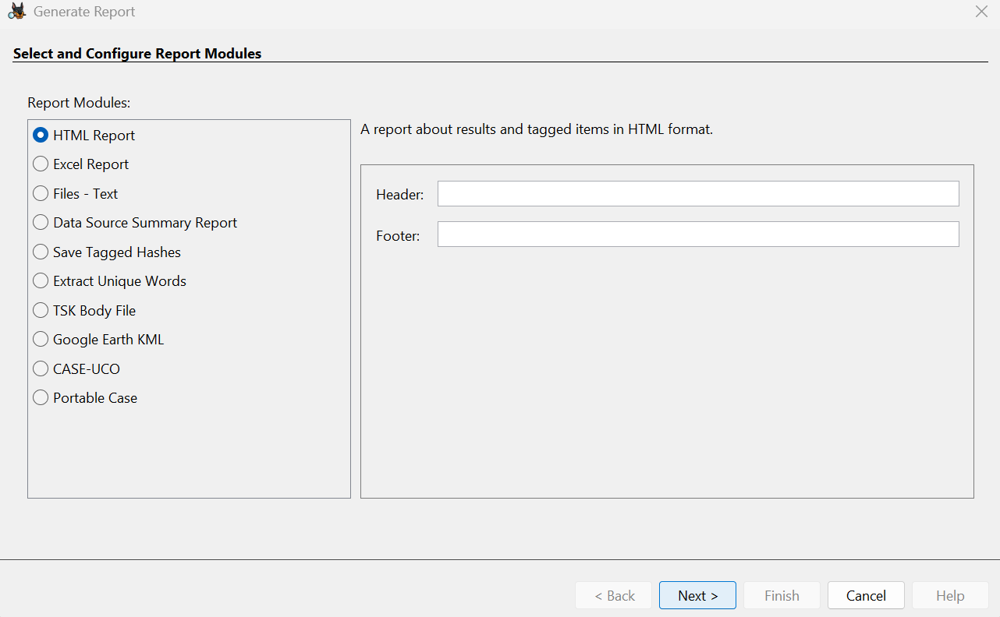 Generate Report
Select and Configure Report Modules
Report Modules:
HTML Report
Excel Report
Files - Text
Data Source Summary Report
Save Tagged Hashes
Extract Unique Words
TSK Body File
Google Earth KML
CASE-UCO
Portable Case
A report about results and tagged items in HTML format.
Header:
Footer:
< Back Next > Finish Cancel Help